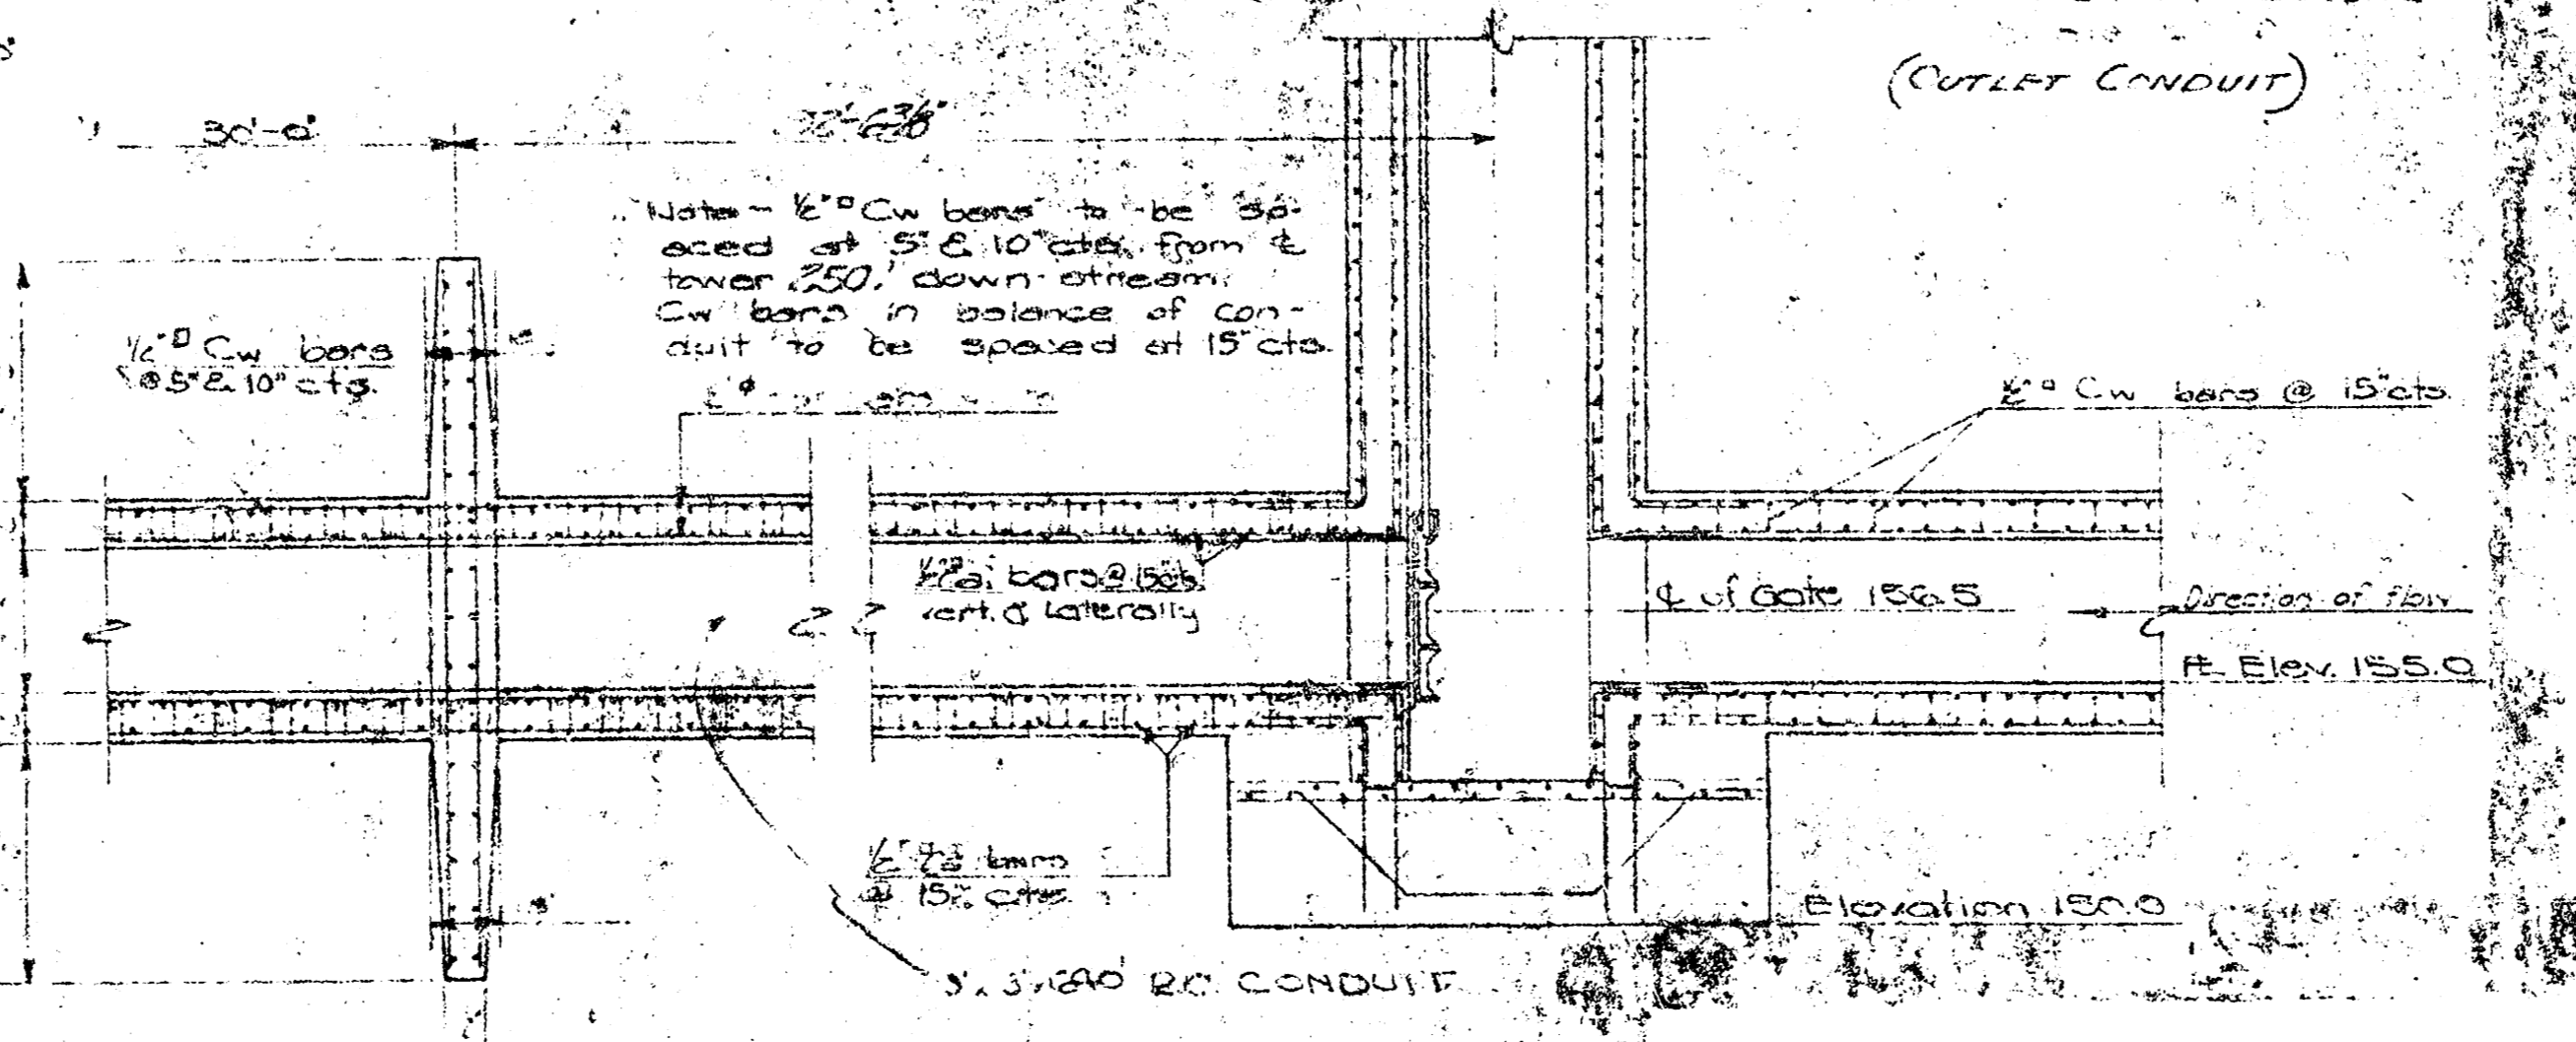 (OUTLET CONDUIT)
30'-0"
Note - ½"□ Cw bars to be sp-
aced at 5" & 10" cts. from ℄
tower 250.' down-stream.
Cw bars in balance of con-
duit to be spaced at 15" cts.
½"□ Cw bars
@ 5" & 10" cts.
½"□ Cw bars @ 15" cts.
bars @ 15" cts.
vert. & Laterally
℄ of Gate 156.5
Direction of flow
Elev. 155.0
½" bars
@ 15" cts.
Elevation 150.0
R.C. CONDUIT